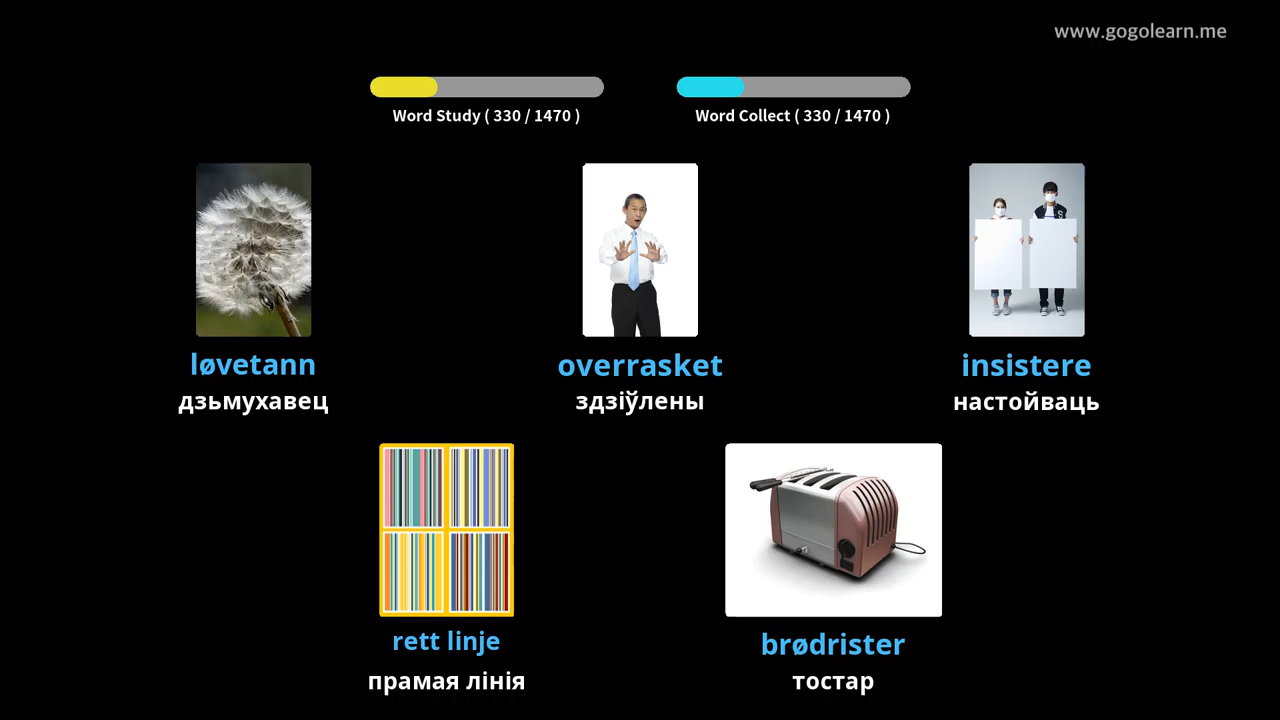 www.gogolearn.me
Word Study ( 330 / 1470 )
Word Collect ( 330 / 1470 )
løvetann
дзьмухавец
overrasket
здзіўлены
insistere
настойваць
rett linje
прамая лінія
brødrister
тостар